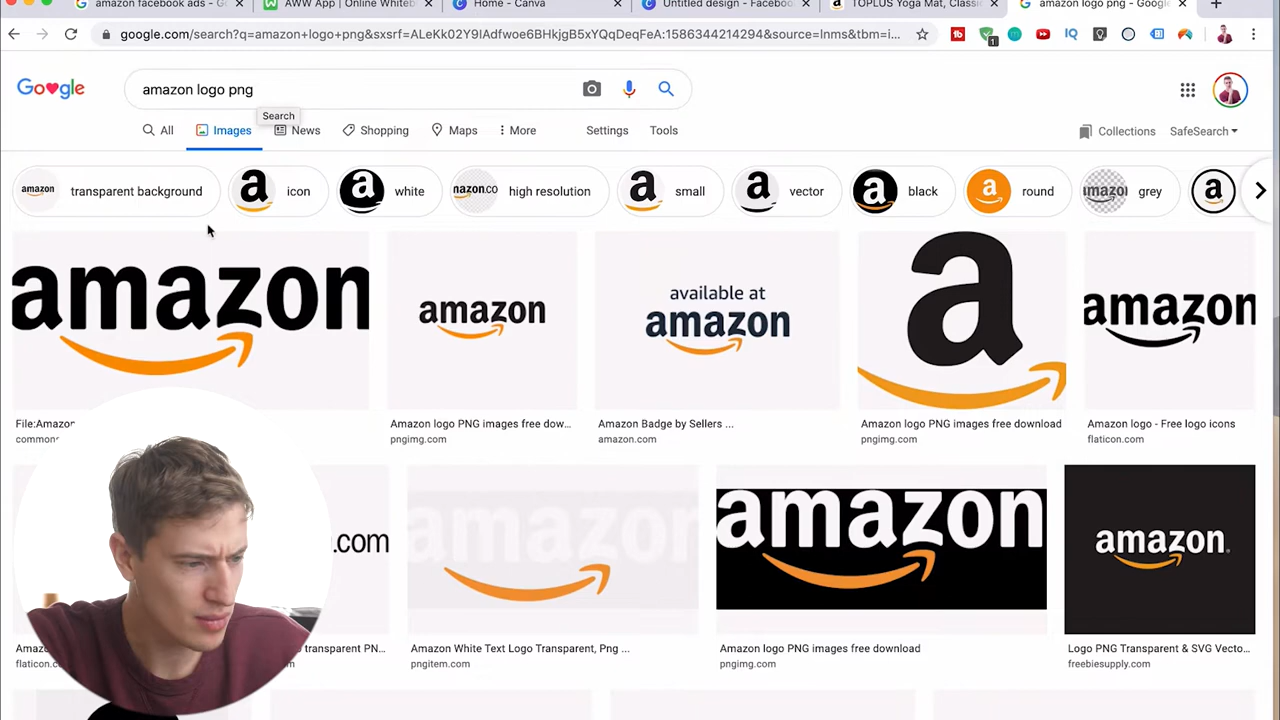 amazon facebook ads - G
AWW App | Online Whiteb
Home - Canva
Untitled design - Facebook
TOPLUS Yoga Mat, Classic
amazon logo png - Google
google.com/search?q=amazon+logo+png&sxsrf=ALeKk02Y9IAdfwoe6BHkjgB5xYQqDeqFeA:1586344214294&source=lnms&tbm=i...
Google
amazon logo png
Search
All
Images
News
Shopping
Maps
More
Settings
Tools
Collections
SafeSearch
amazon
transparent background
a
icon
a
white
nazon.co
high resolution
a
small
a
vector
a
black
a
round
amazon
grey
a
amazon
amazon
available at
amazon
a
amazon
File:Amazon
commons
Amazon logo PNG images free dow...
pngimg.com
Amazon Badge by Sellers ...
amazon.com
Amazon logo PNG images free download
pngimg.com
Amazon logo - Free logo icons
flaticon.com
.com
amazon
amazon
amazon
transparent PN...
flaticon.c
Amazon White Text Logo Transparent, Png ...
pngitem.com
Amazon logo PNG images free download
pngimg.com
Logo PNG Transparent & SVG Vecto...
freebiesupply.com